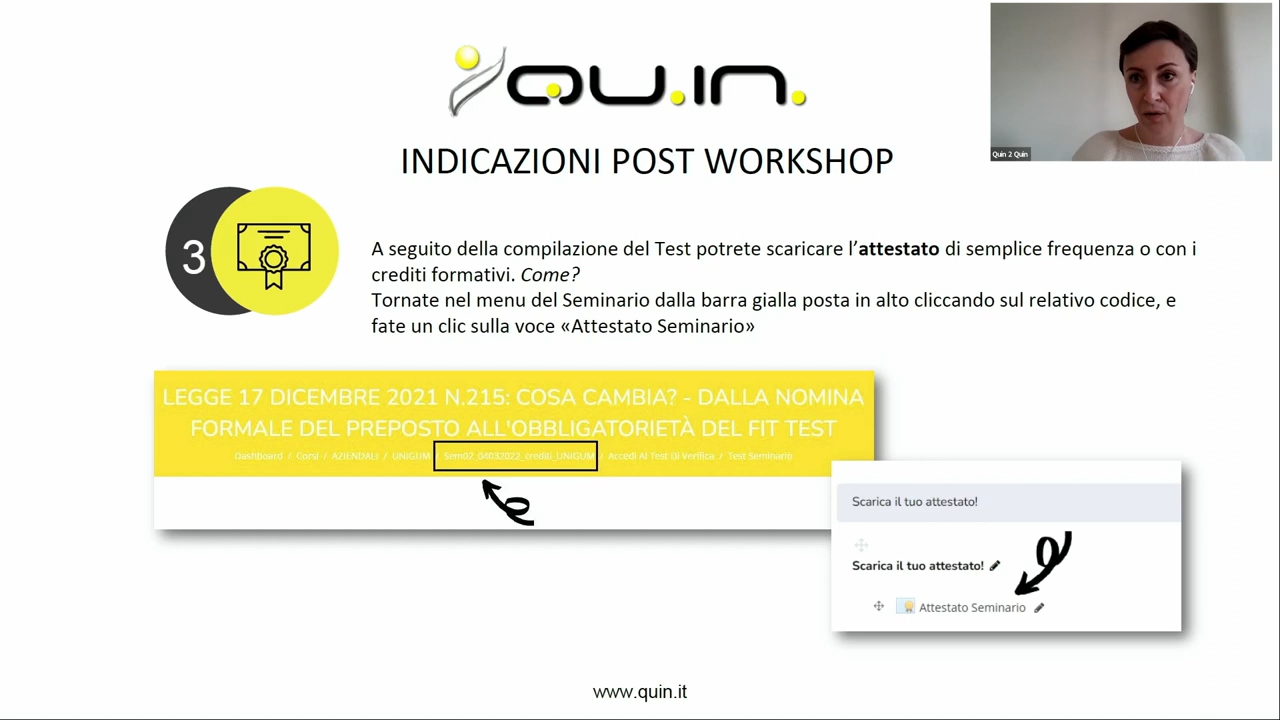 QU.IN.
Quin 2 Quin
INDICAZIONI POST WORKSHOP
3
A seguito della compilazione del Test potrete scaricare l’attestato di semplice frequenza o con i
crediti formativi. Come?
Tornate nel menu del Seminario dalla barra gialla posta in alto cliccando sul relativo codice, e
fate un clic sulla voce «Attestato Seminario»
LEGGE 17 DICEMBRE 2021 N.215: COSA CAMBIA? - DALLA NOMINA
FORMALE DEL PREPOSTO ALL'OBBLIGATORIETÀ DEL FIT TEST
Dashboard / Corsi / AZIENDALI / UNIGUM / Sem02_04032022_crediti_UNIGUM / Accedi Al Test Di Verifica / Test Seminario
Scarica il tuo attestato!
Scarica il tuo attestato!
Attestato Seminario
www.quin.it